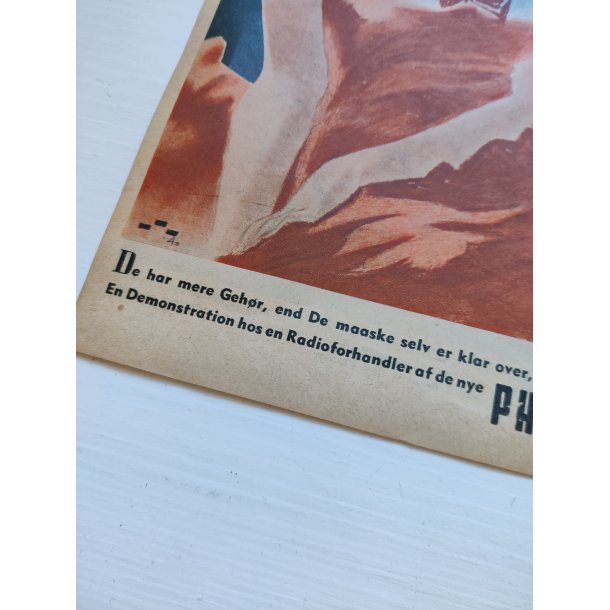 De har mere Gehør, end De maaske selv er klar over,
En Demonstration hos en Radioforhandler af de nye